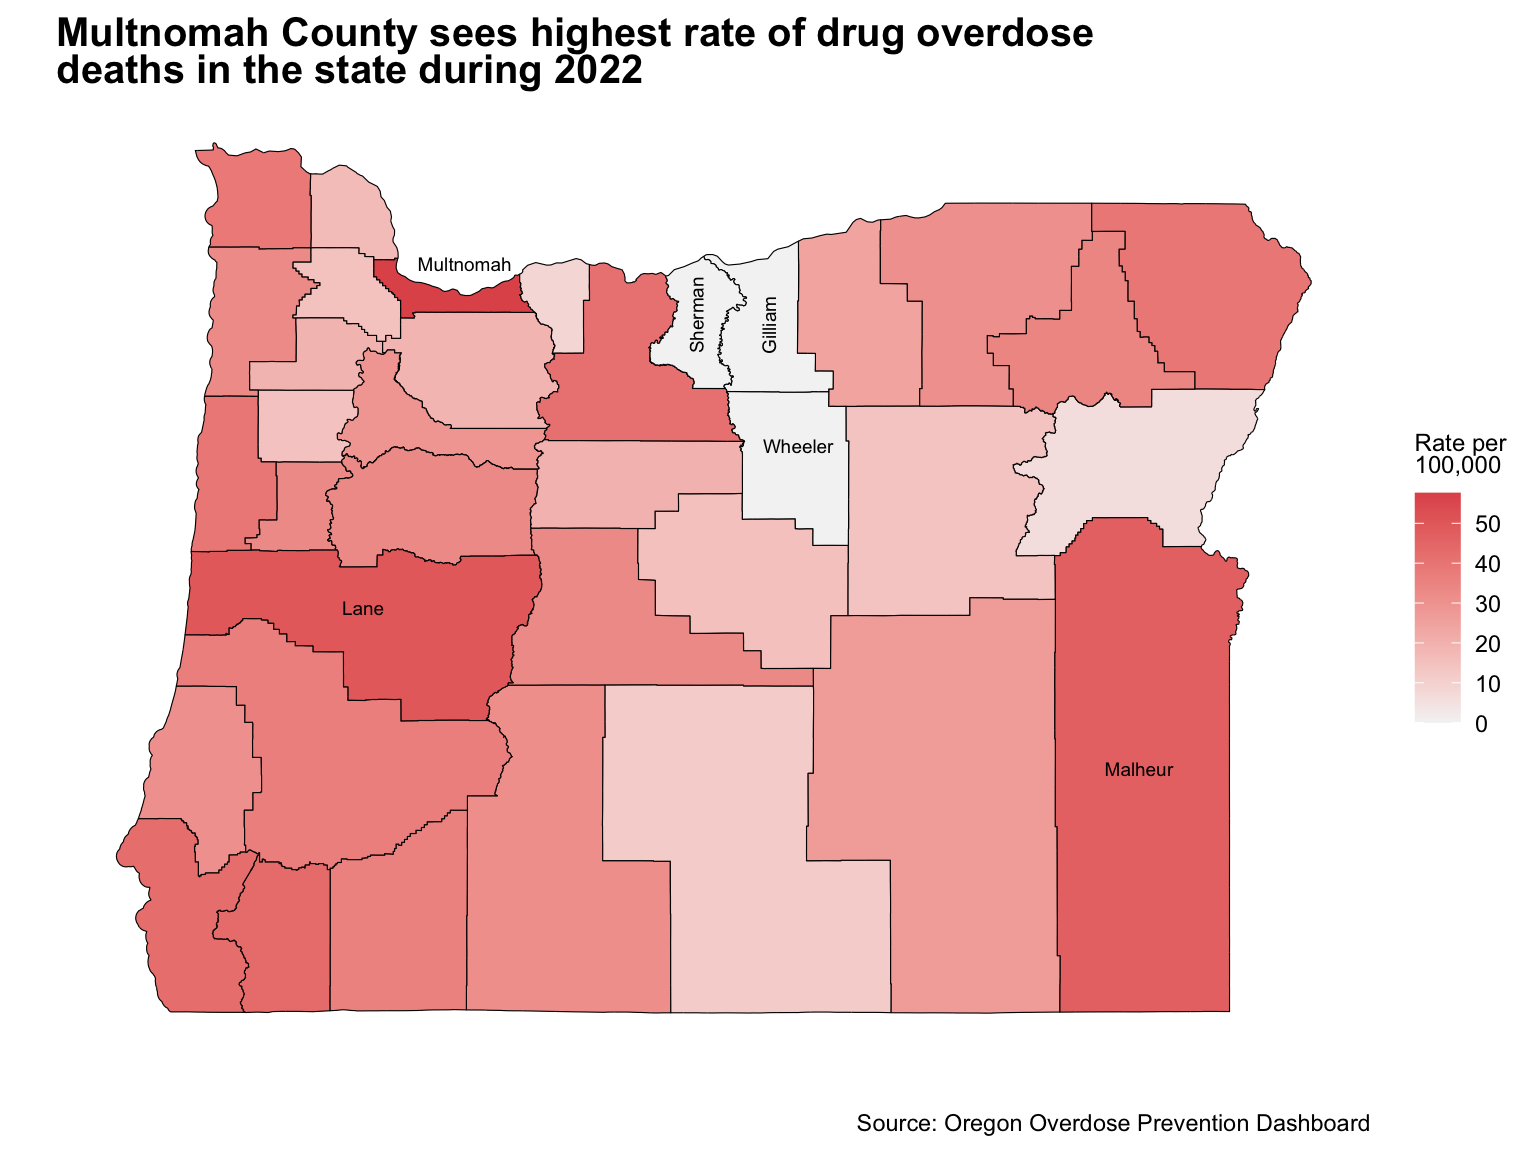 Multnomah County sees highest rate of drug overdose
deaths in the state during 2022
Multnomah
Sherman
Gilliam
Wheeler
Lane
Malheur
Rate per
100,000
50
40
30
20
10
0
Source: Oregon Overdose Prevention Dashboard